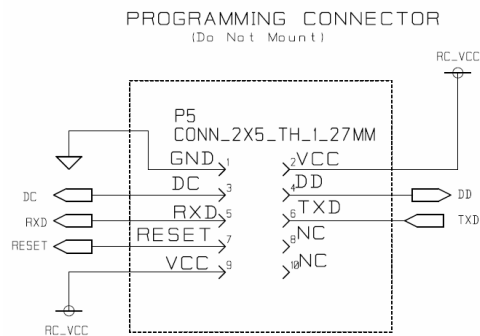 PROGRAMMING CONNECTOR
(Do Not Mount)
RC_VCC
P5
CONN_2X5_TH_1_27MM
GND 1 2 VCC
DC DC 3 4 DD DD
RXD RXD 5 6 TXD TXD
RESET RESET 7 8 NC
VCC 9 10 NC
RC_VCC